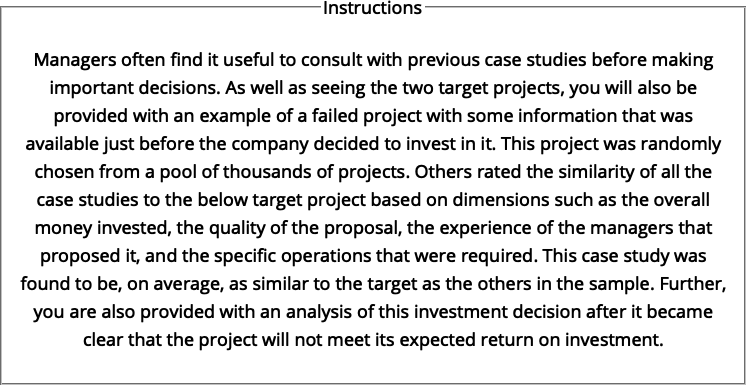 Instructions
Managers often find it useful to consult with previous case studies before making
important decisions. As well as seeing the two target projects, you will also be
provided with an example of a failed project with some information that was
available just before the company decided to invest in it. This project was randomly
chosen from a pool of thousands of projects. Others rated the similarity of all the
case studies to the below target project based on dimensions such as the overall
money invested, the quality of the proposal, the experience of the managers that
proposed it, and the specific operations that were required. This case study was
found to be, on average, as similar to the target as the others in the sample. Further,
you are also provided with an analysis of this investment decision after it became
clear that the project will not meet its expected return on investment.